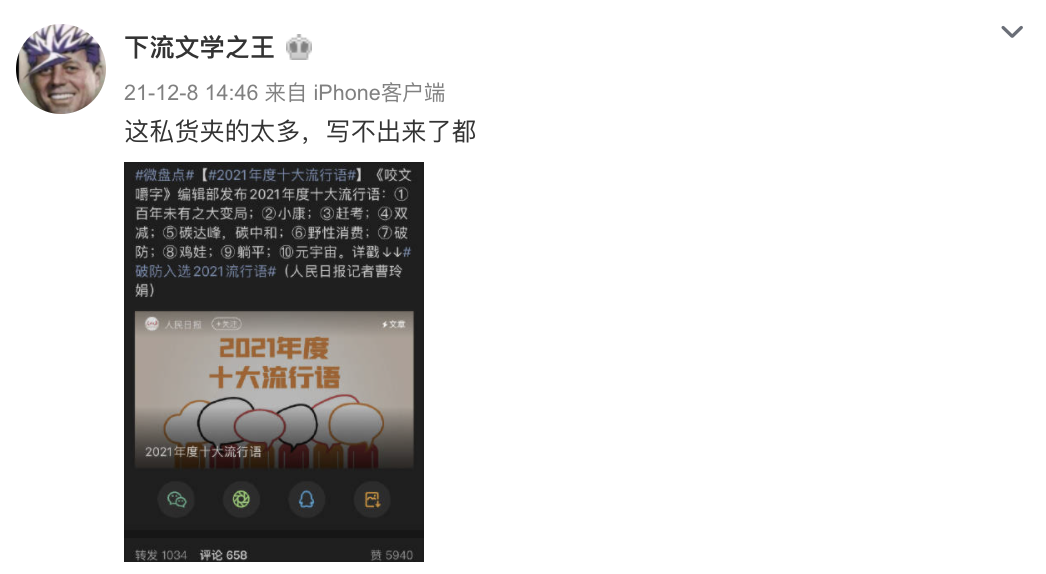 下流文学之王
21-12-8 14:46 来自 iPhone客户端
这私货夹的太多，写不出来了都
#微盘点#【#2021年度十大流行语#】《咬文
嚼字》编辑部发布2021年度十大流行语：①
百年未有之大变局；②小康；③赶考；④双
减；⑤碳达峰，碳中和；⑥野性消费；⑦破
防；⑧鸡娃；⑨躺平；⑩元宇宙。详戳↓↓#
破防入选2021流行语#（人民日报记者曹玲
娟）
人民日报 +关注
文章
2021年度
十大流行语
2021年度十大流行语
转发 1034 评论 658 赞 5940